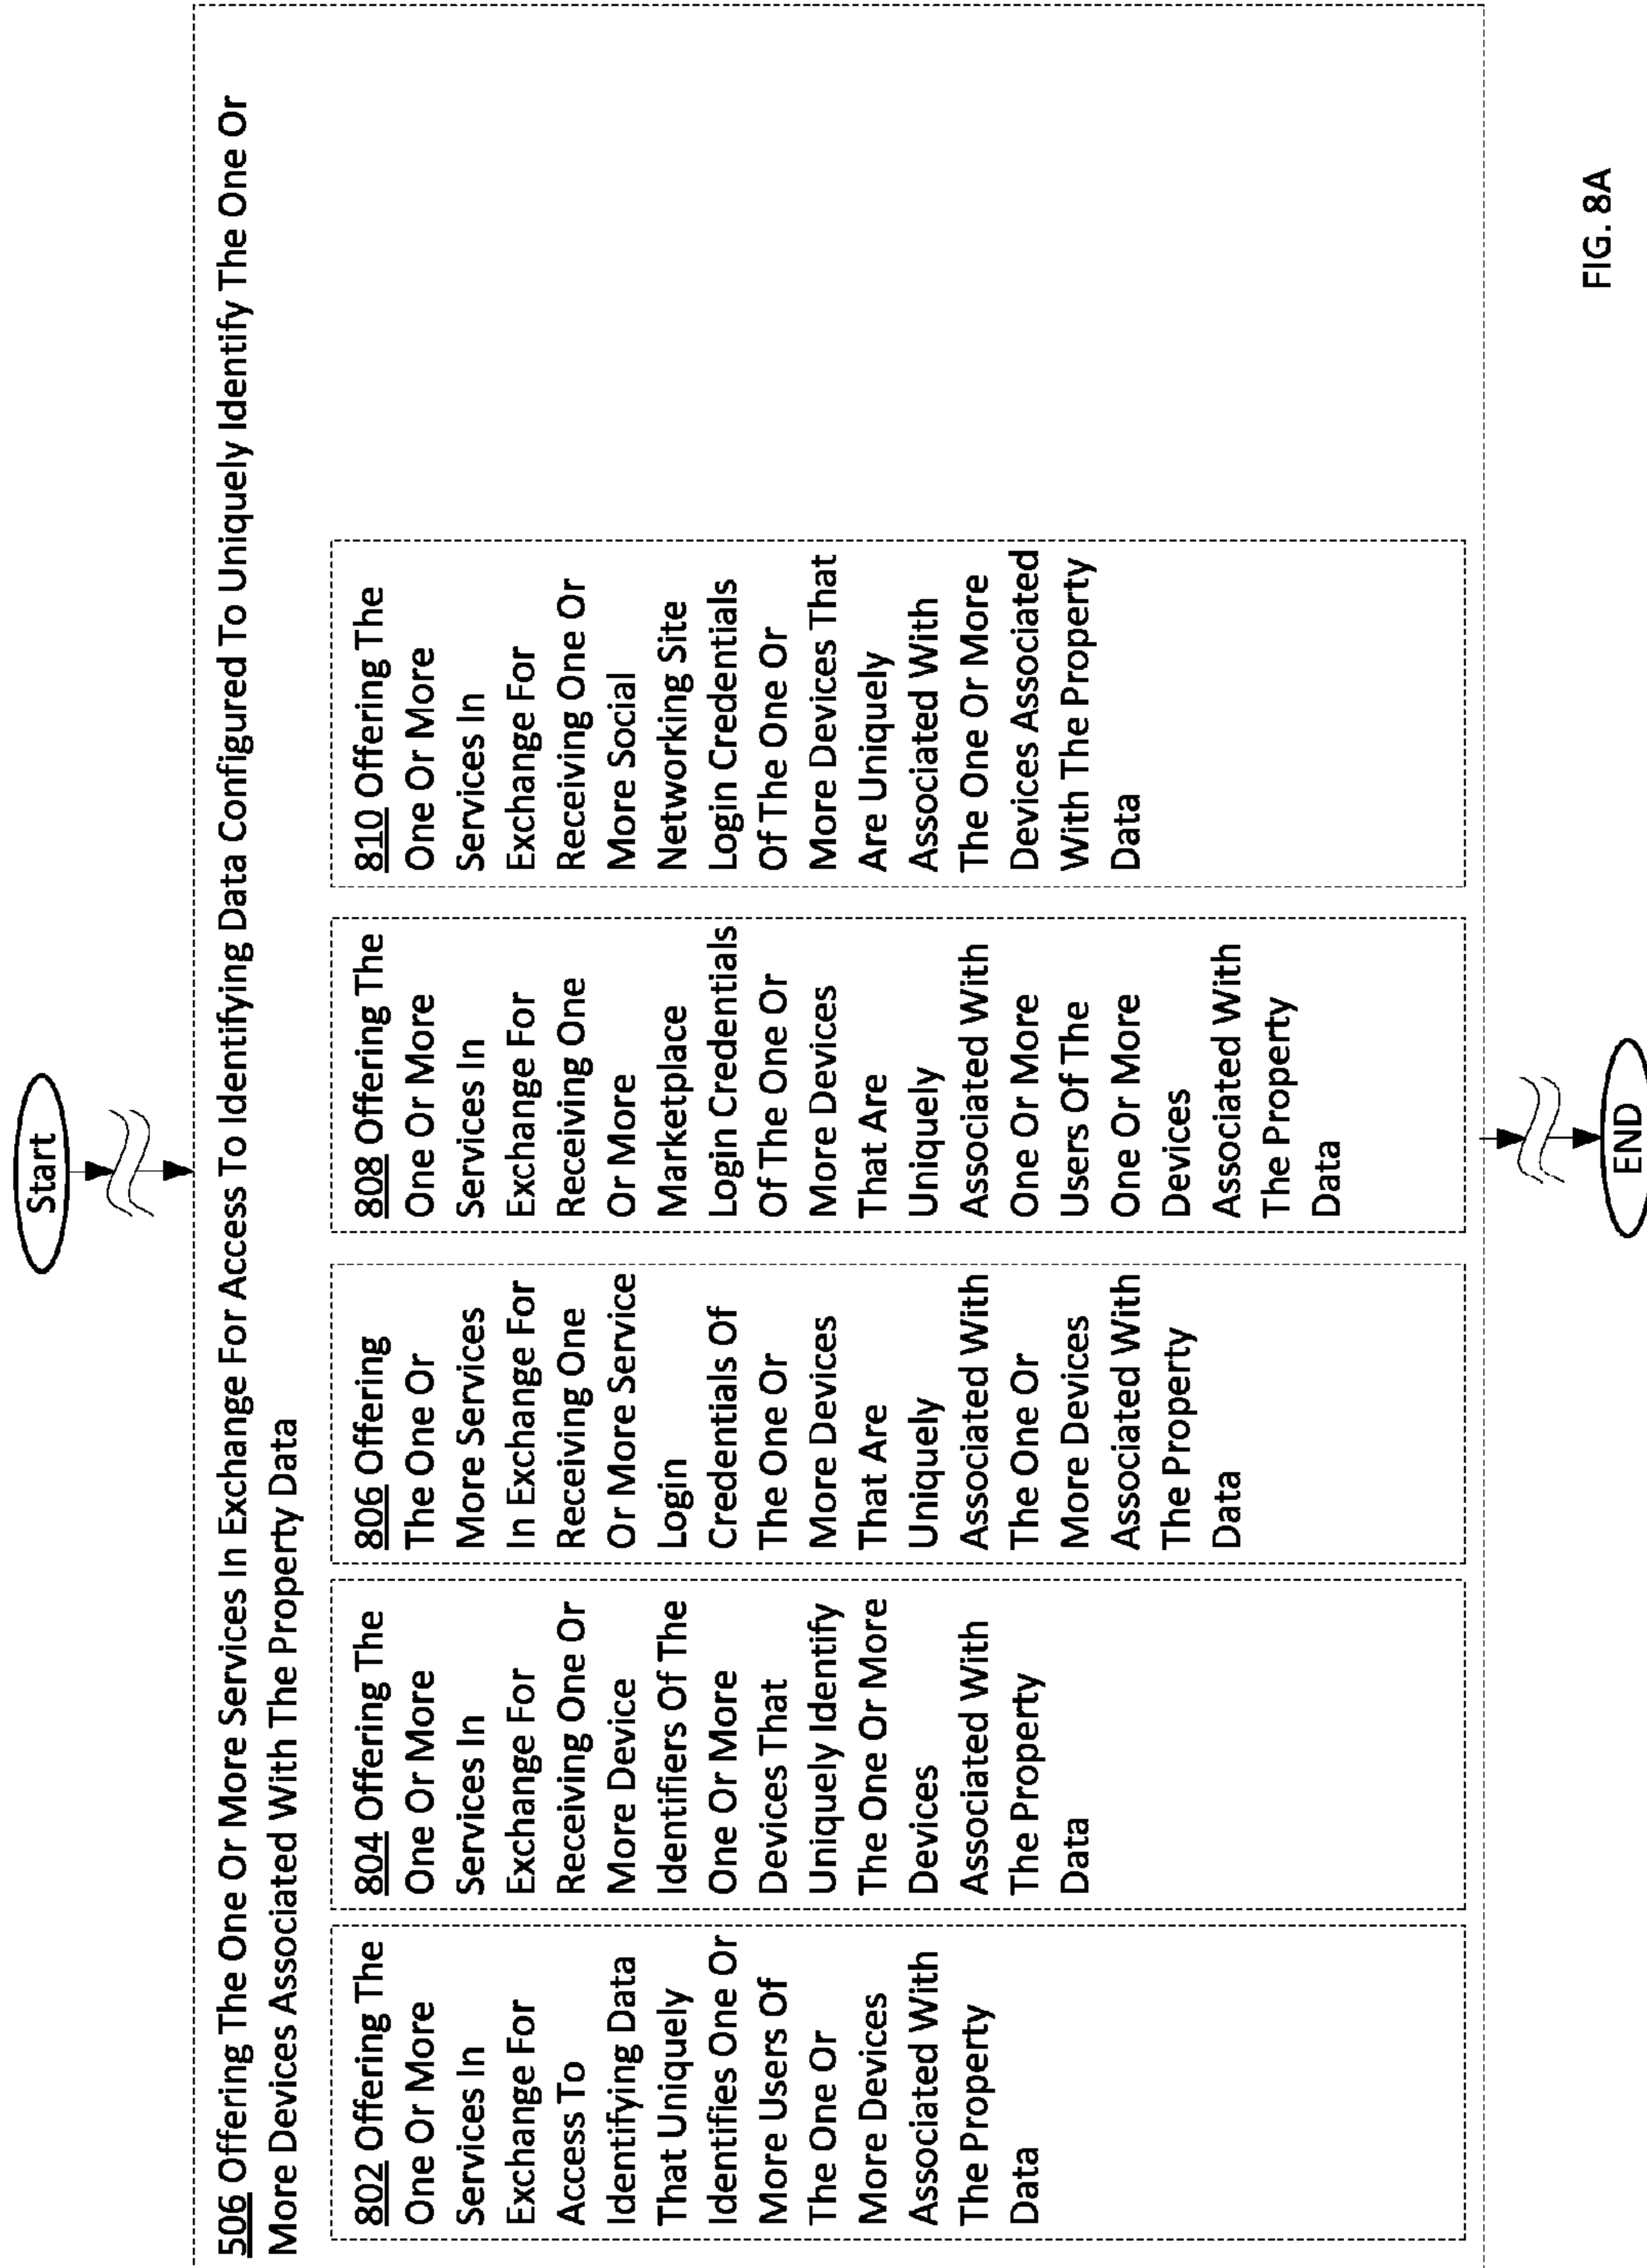 Start
506 Offering The One Or More Services In Exchange For Access To Identifying Data Configured To Uniquely Identify The One Or
More Devices Associated With The Property Data
802 Offering The
One Or More
Services In
Exchange For
Access To
Identifying Data
That Uniquely
Identifies One Or
More Users Of
The One Or
More Devices
Associated With
The Property
Data
804 Offering The
One Or More
Services In
Exchange For
Receiving One Or
More Device
Identifiers Of The
One Or More
Devices That
Uniquely Identify
The One Or More
Devices
Associated With
The Property
Data
806 Offering
The One Or
More Services
In Exchange For
Receiving One
Or More Service
Login
Credentials Of
The One Or
More Devices
That Are
Uniquely
Associated With
The One Or
More Devices
Associated With
The Property
Data
808 Offering The
One Or More
Services In
Exchange For
Receiving One
Or More
Marketplace
Login Credentials
Of The One Or
More Devices
That Are
Uniquely
Associated With
One Or More
Users Of The
One Or More
Devices
Associated With
The Property
Data
810 Offering The
One Or More
Services In
Exchange For
Receiving One Or
More Social
Networking Site
Login Credentials
Of The One Or
More Devices That
Are Uniquely
Associated With
The One Or More
Devices Associated
With The Property
Data
END
FIG. 8A